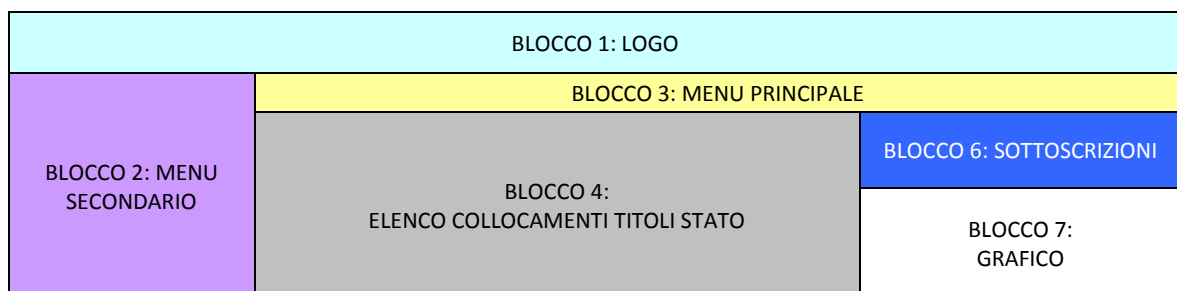 BLOCCO 1: LOGO
BLOCCO 2: MENU
SECONDARIO
BLOCCO 3: MENU PRINCIPALE
BLOCCO 4:
ELENCO COLLOCAMENTI TITOLI STATO
BLOCCO 6: SOTTOSCRIZIONI
BLOCCO 7:
GRAFICO